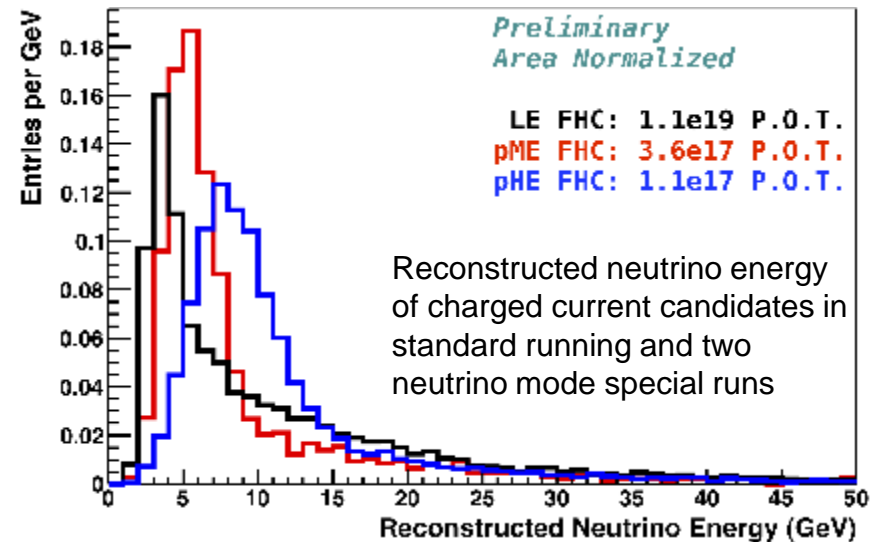 Preliminary
Area Normalized
LE FHC: 1.1e19 P.O.T.
pME FHC: 3.6e17 P.O.T.
pHE FHC: 1.1e17 P.O.T.
Reconstructed neutrino energy
of charged current candidates in
standard running and two
neutrino mode special runs
Entries per GeV
0.18
0.16
0.14
0.12
0.1
0.08
0.06
0.04
0.02
0
0 5 10 15 20 25 30 35 40 45 50
Reconstructed Neutrino Energy (GeV)